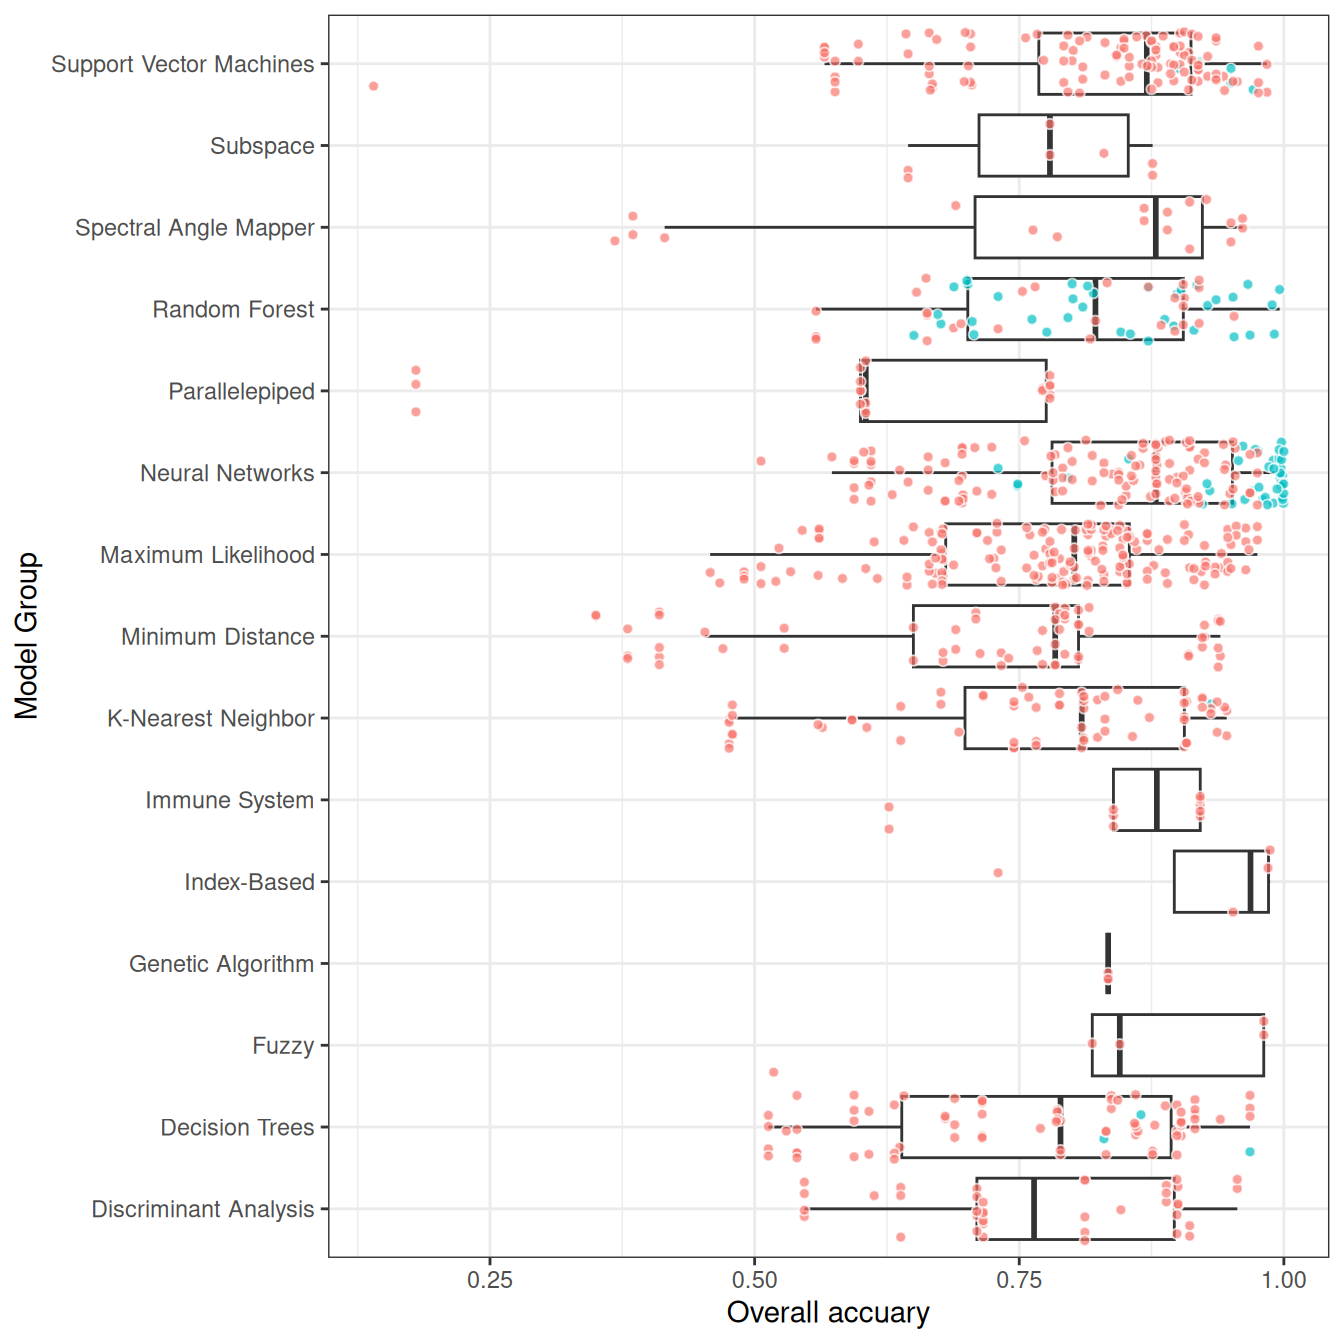 Support Vector Machines
Subspace
Spectral Angle Mapper
Random Forest
Parallelepiped
Neural Networks
Maximum Likelihood
Minimum Distance
K-Nearest Neighbor
Immune System
Index-Based
Genetic Algorithm
Fuzzy
Decision Trees
Discriminant Analysis
Model Group
0.25 0.50 0.75 1.00
Overall accuary